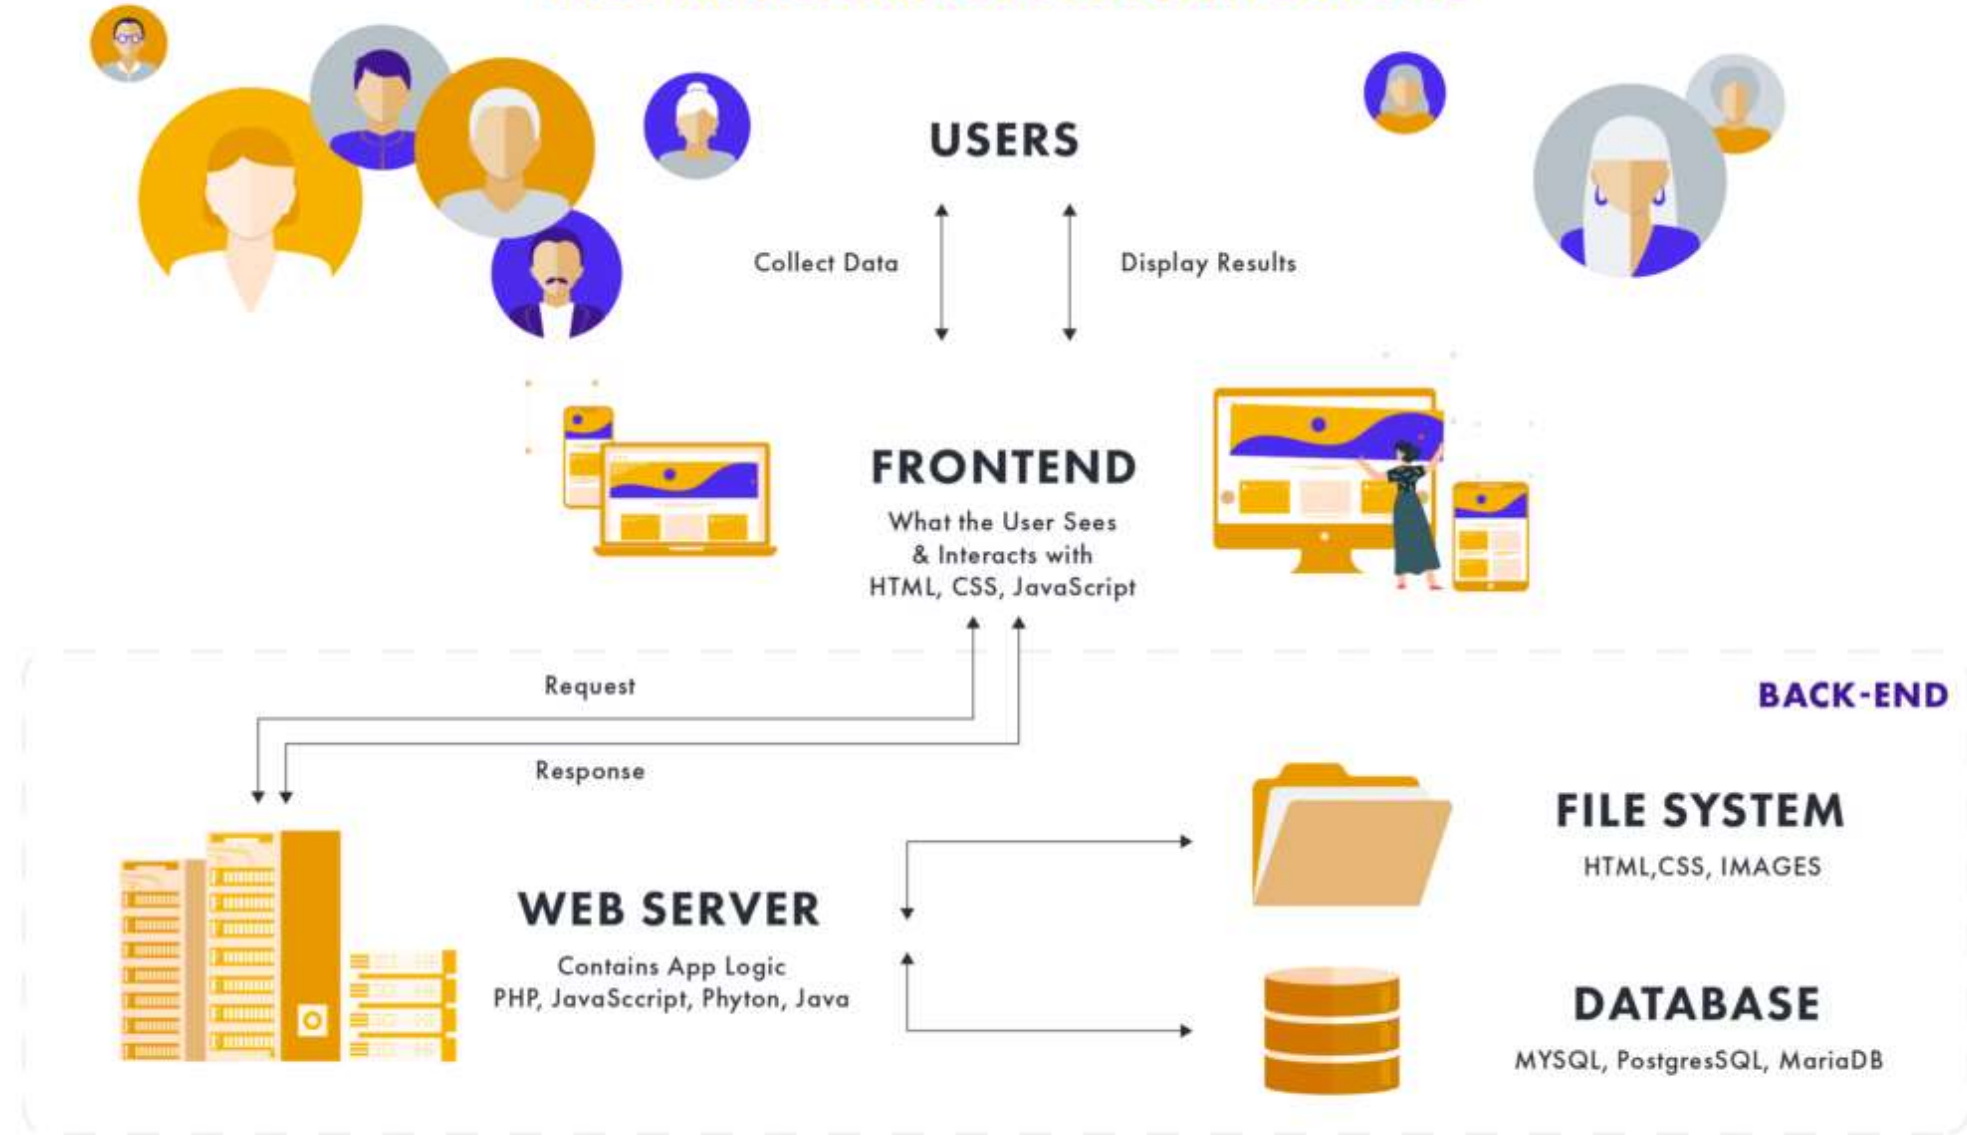 USERS
Collect Data
Display Results
FRONTEND
What the User Sees
& Interacts with
HTML, CSS, JavaScript
Request
BACK-END
Response
FILE SYSTEM
HTML,CSS, IMAGES
WEB SERVER
Contains App Logic
PHP, JavaSccript, Phyton, Java
DATABASE
MYSQL, PostgresSQL, MariaDB